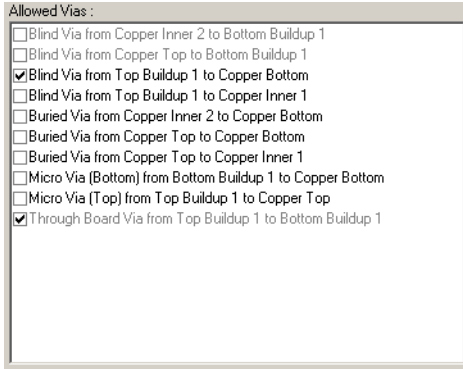 Allowed Vias :
Blind Via from Copper Inner 2 to Bottom Buildup 1
Blind Via from Copper Top to Bottom Buildup 1
Blind Via from Top Buildup 1 to Copper Bottom
Blind Via from Top Buildup 1 to Copper Inner 1
Buried Via from Copper Inner 2 to Copper Bottom
Buried Via from Copper Top to Copper Bottom
Buried Via from Copper Top to Copper Inner 1
Micro Via (Bottom) from Bottom Buildup 1 to Copper Bottom
Micro Via (Top) from Top Buildup 1 to Copper Top
Through Board Via from Top Buildup 1 to Bottom Buildup 1